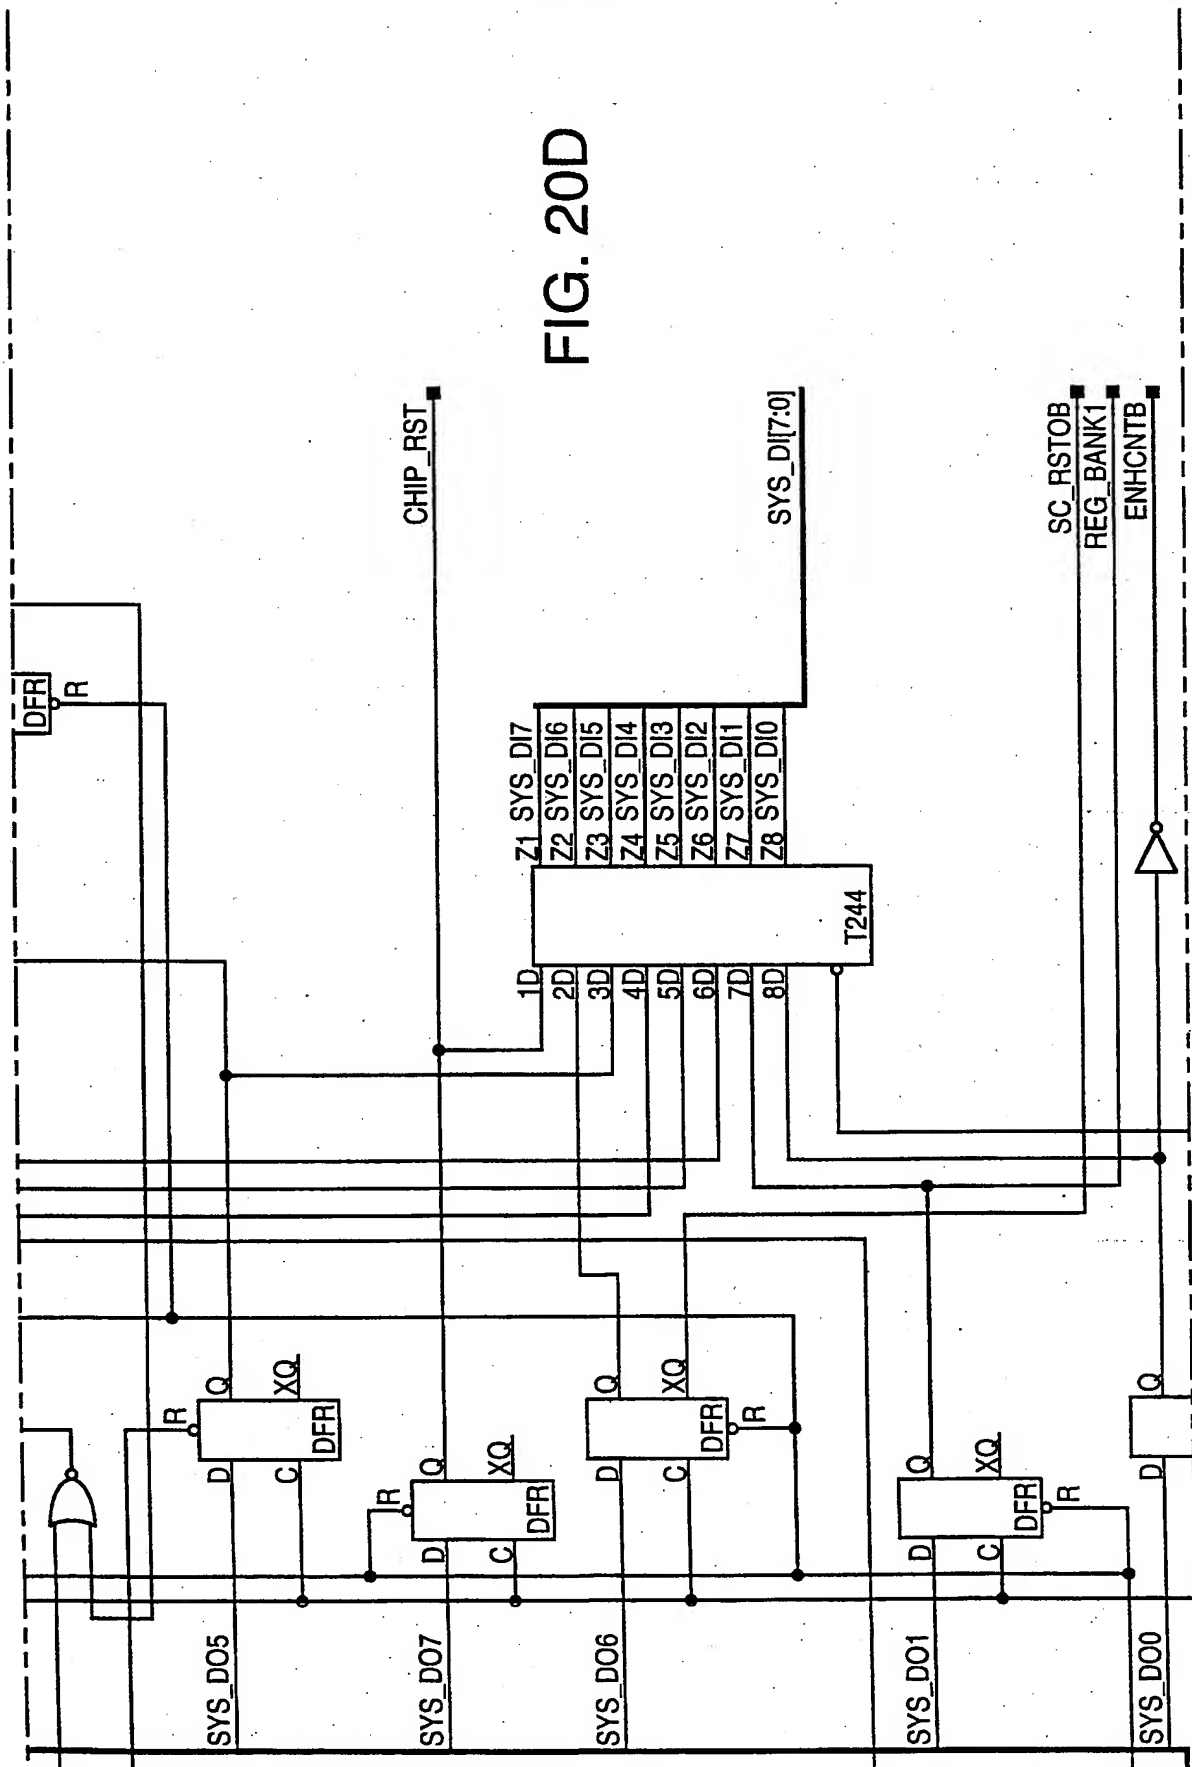 FIG. 20D
DFR
R
R
Q
XQ
D
C
DFR
SYS_DO5
R
Q
XQ
D
C
DFR
SYS_DO7
CHIP_RST
Q
XQ
D
C
DFR
R
SYS_DO6
1D
2D
3D
4D
5D
6D
7D
8D
T244
Z1 SYS_DI7
Z2 SYS_DI6
Z3 SYS_DI5
Z4 SYS_DI4
Z5 SYS_DI3
Z6 SYS_DI2
Z7 SYS_DI1
Z8 SYS_DI0
SYS_DI[7:0]
Q
XQ
D
C
DFR
R
SYS_DO1
Q
D
SYS_DO0
SC_RSTOB
REG_BANK1
ENHCNTB